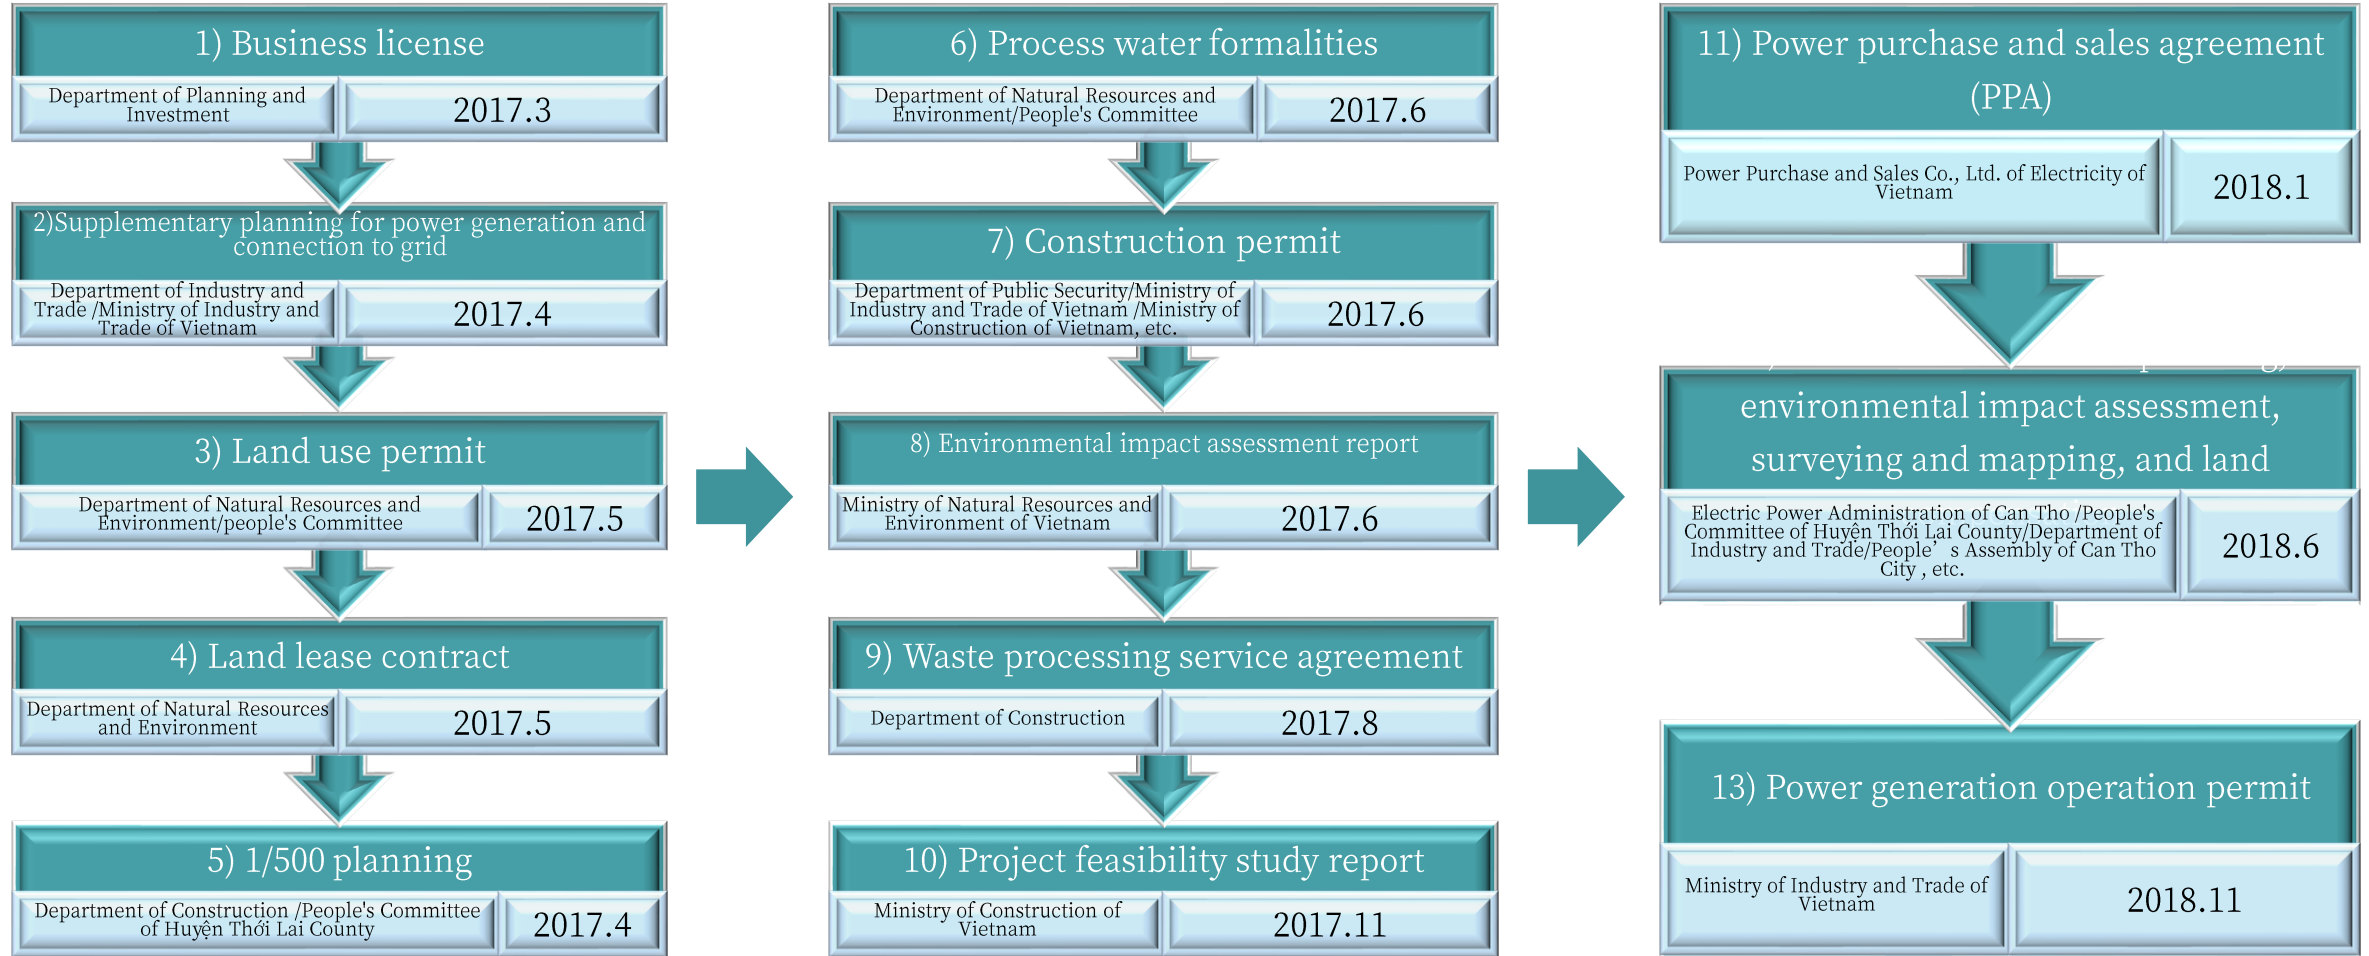 1) Business license
Department of Planning and
Investment
2017.3
2)Supplementary planning for power generation and
connection to grid
Department of Industry and
Trade /Ministry of Industry and
Trade of Vietnam
2017.4
3) Land use permit
Department of Natural Resources and
Environment/people's Committee
2017.5
4) Land lease contract
Department of Natural Resources
and Environment
2017.5
5) 1/500 planning
Department of Construction /People's Committee
of Huyện Thới Lai County
2017.4
6) Process water formalities
Department of Natural Resources and
Environment/People's Committee
2017.6
7) Construction permit
Department of Public Security/Ministry of
Industry and Trade of Vietnam /Ministry of
Construction of Vietnam, etc.
2017.6
8) Environmental impact assessment report
Ministry of Natural Resources and
Environment of Vietnam
2017.6
9) Waste processing service agreement
Department of Construction
2017.8
10) Project feasibility study report
Ministry of Construction of
Vietnam
2017.11
11) Power purchase and sales agreement
(PPA)
Power Purchase and Sales Co., Ltd. of Electricity of
Vietnam
2018.1
environmental impact assessment,
surveying and mapping, and land
Electric Power Administration of Can Tho /People's
Committee of Huyện Thới Lai County/Department of
Industry and Trade/People’s Assembly of Can Tho
City , etc.
2018.6
13) Power generation operation permit
Ministry of Industry and Trade of
Vietnam
2018.11